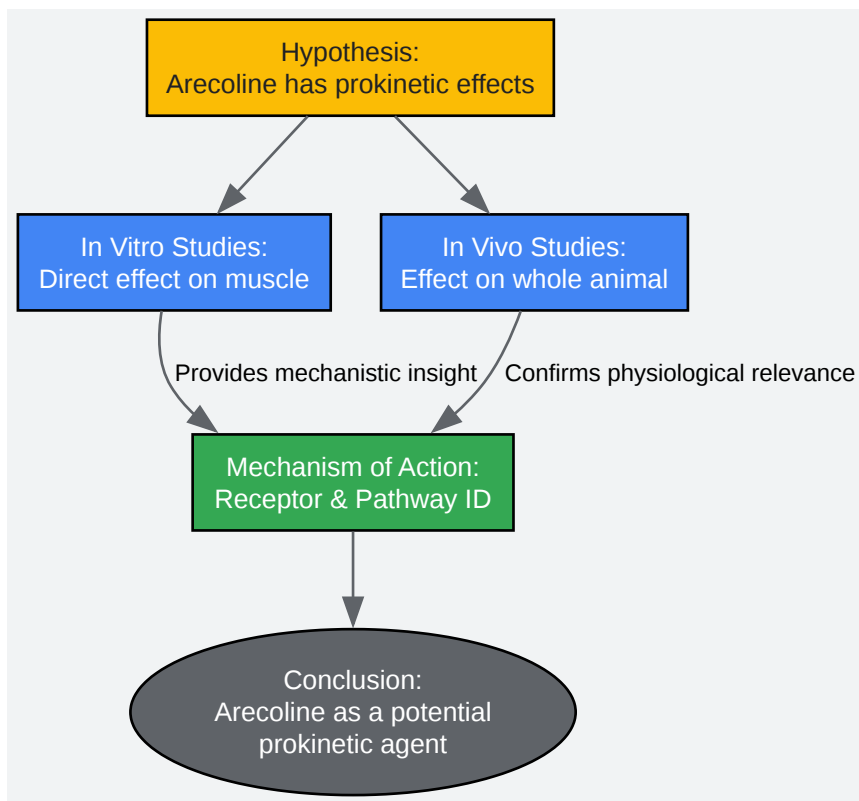 Hypothesis:
Arecoline has prokinetic effects
In Vitro Studies:
Direct effect on muscle
In Vivo Studies:
Effect on whole animal
Provides mechanistic insight
Confirms physiological relevance
Mechanism of Action:
Receptor & Pathway ID
Conclusion:
Arecoline as a potential
prokinetic agent